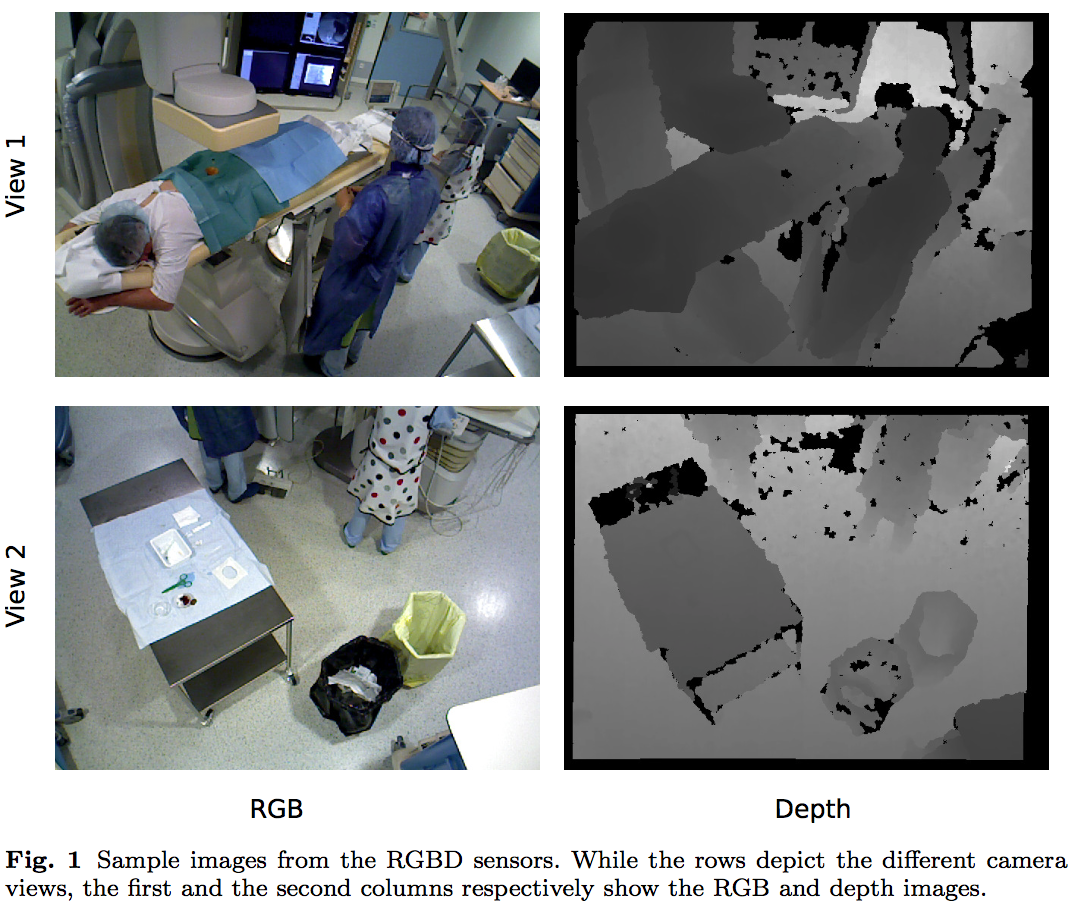 View 1
View 2
RGB
Depth
Fig. 1 Sample images from the RGBD sensors. While the rows depict the different camera
views, the first and the second columns respectively show the RGB and depth images.